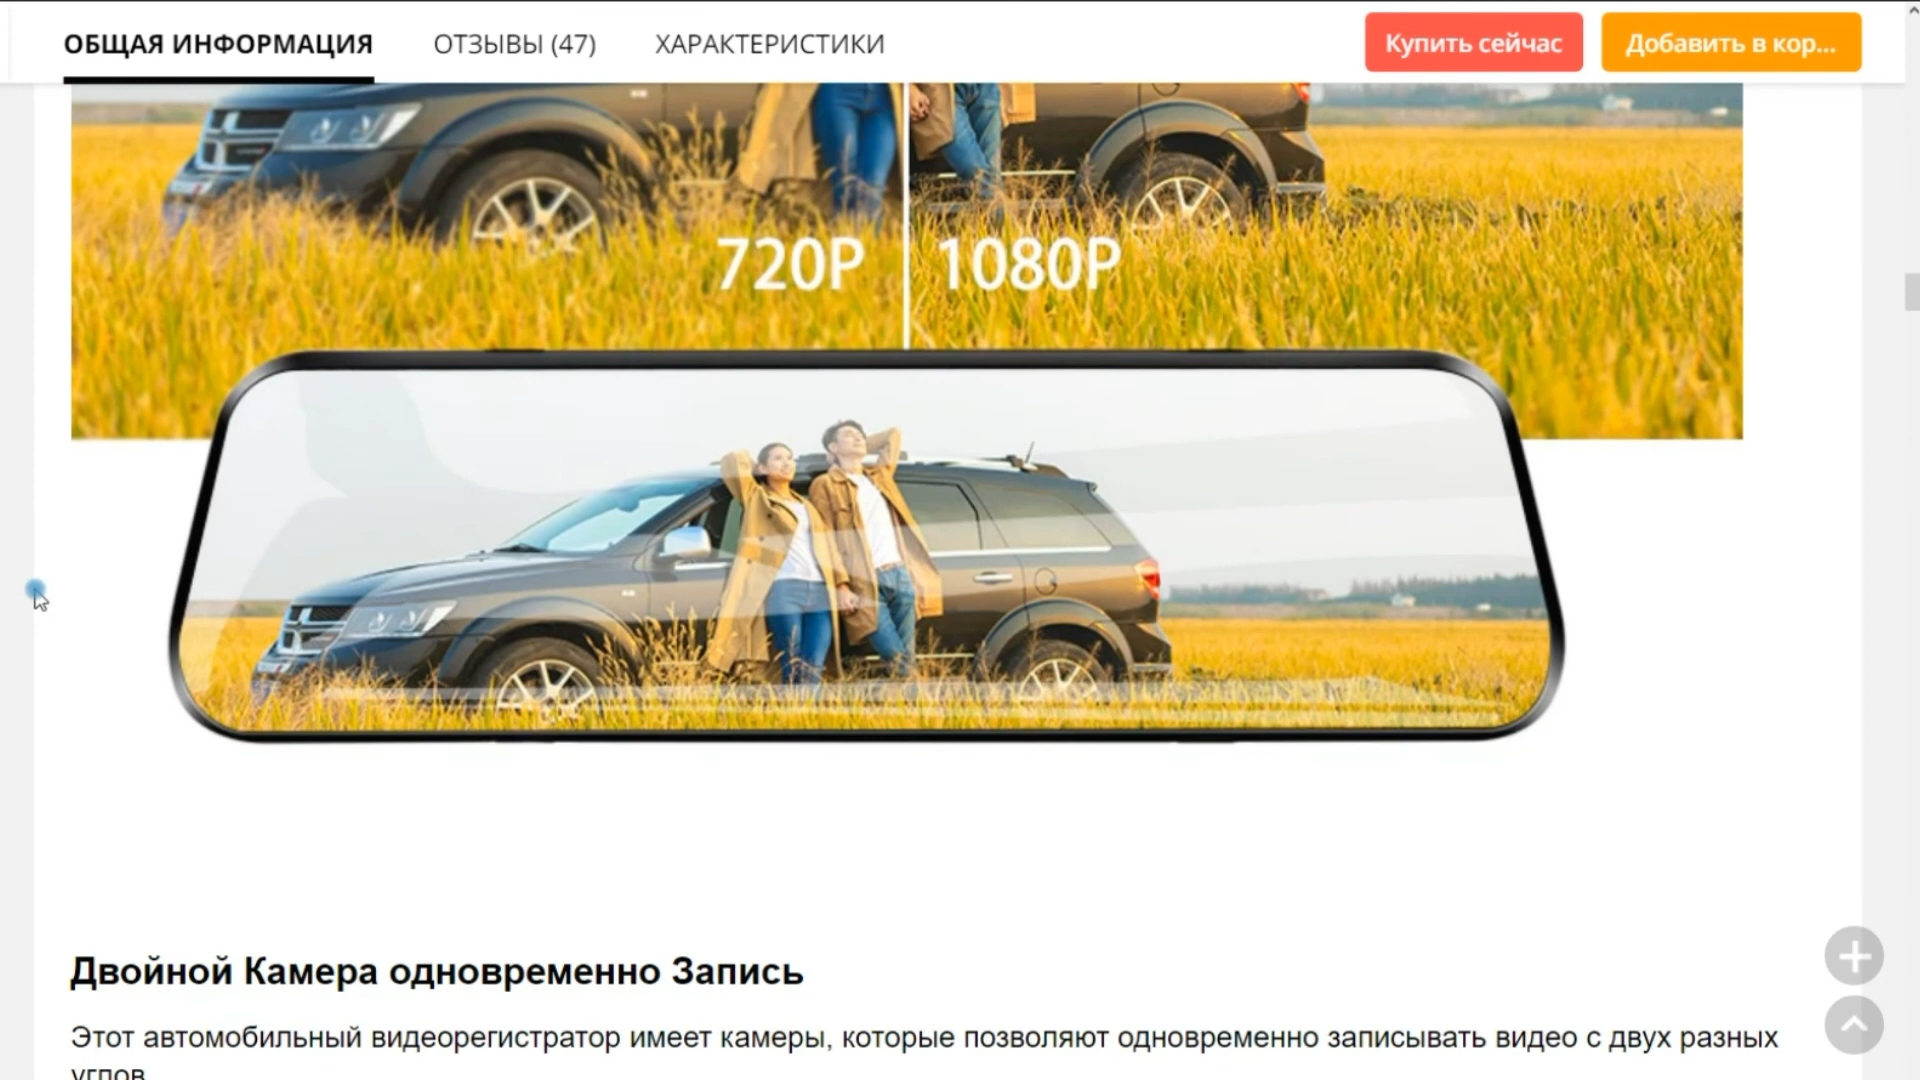 ОБЩАЯ ИНФОРМАЦИЯ ОТЗЫВЫ (47) ХАРАКТЕРИСТИКИ Купить сейчас Добавить в кор...
720P 1080P
Двойной Камера одновременно Запись
Этот автомобильный видеорегистратор имеет камеры, которые позволяют одновременно записывать видео с двух разных
углов